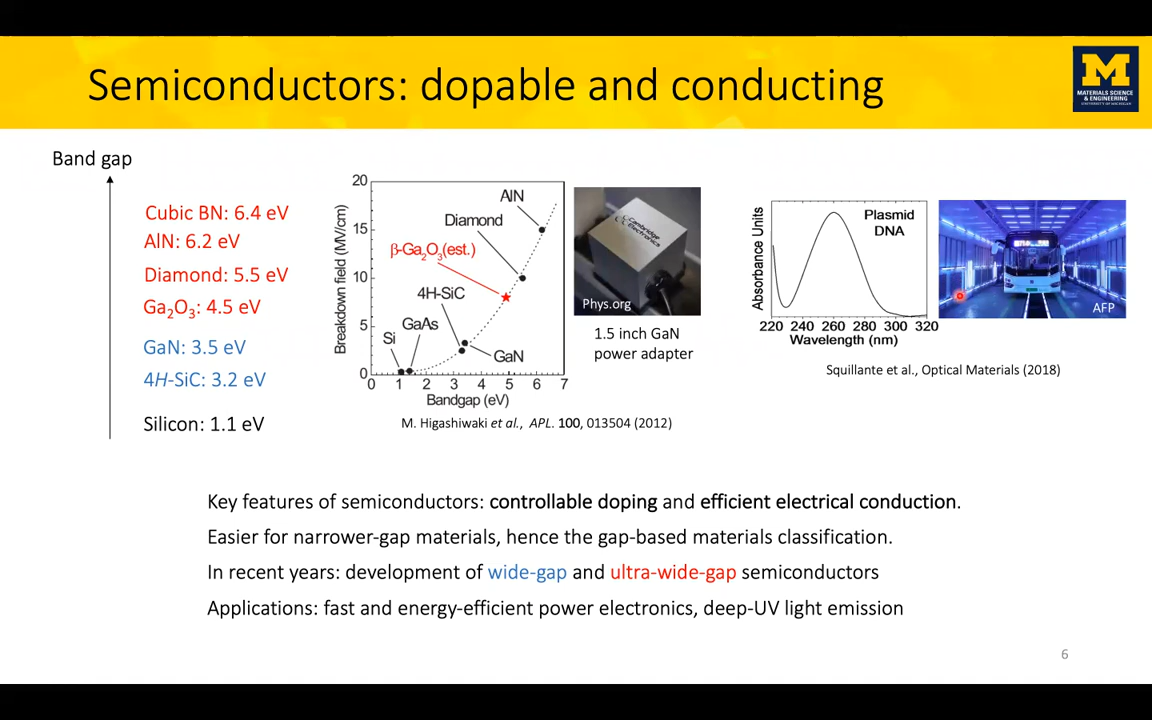 Semiconductors: dopable and conducting
M
MATERIALS SCIENCE
& ENGINEERING
UNIVERSITY OF MICHIGAN
Band gap
Cubic BN: 6.4 eV
AlN: 6.2 eV
Diamond: 5.5 eV
Ga₂O₃: 4.5 eV
GaN: 3.5 eV
4H-SiC: 3.2 eV
Silicon: 1.1 eV
Breakdown field (MV/cm)
20
15
10
5
0
AlN
Diamond
β-Ga₂O₃(est.)
4H-SiC
GaAs
Si
GaN
0 1 2 3 4 5 6 7
Bandgap (eV)
M. Higashiwaki et al., APL. 100, 013504 (2012)
Cambridge
Electronics
Phys.org
1.5 inch GaN
power adapter
Absorbance Units
Plasmid
DNA
220 240 260 280 300 320
Wavelength (nm)
AFP
Squillante et al., Optical Materials (2018)
Key features of semiconductors: controllable doping and efficient electrical conduction.
Easier for narrower-gap materials, hence the gap-based materials classification.
In recent years: development of wide-gap and ultra-wide-gap semiconductors
Applications: fast and energy-efficient power electronics, deep-UV light emission
6